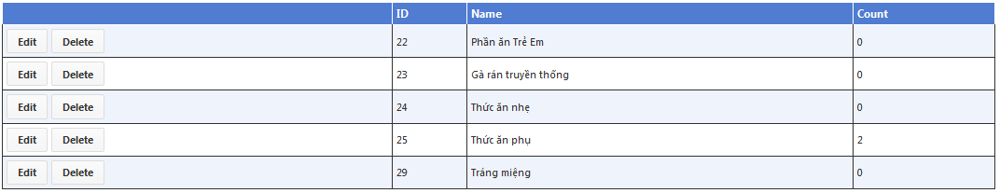 ID Name Count
Edit Delete 22 Phần ăn Trẻ Em 0
Edit Delete 23 Gà rán truyền thống 0
Edit Delete 24 Thức ăn nhẹ 0
Edit Delete 25 Thức ăn phụ 2
Edit Delete 29 Tráng miệng 0